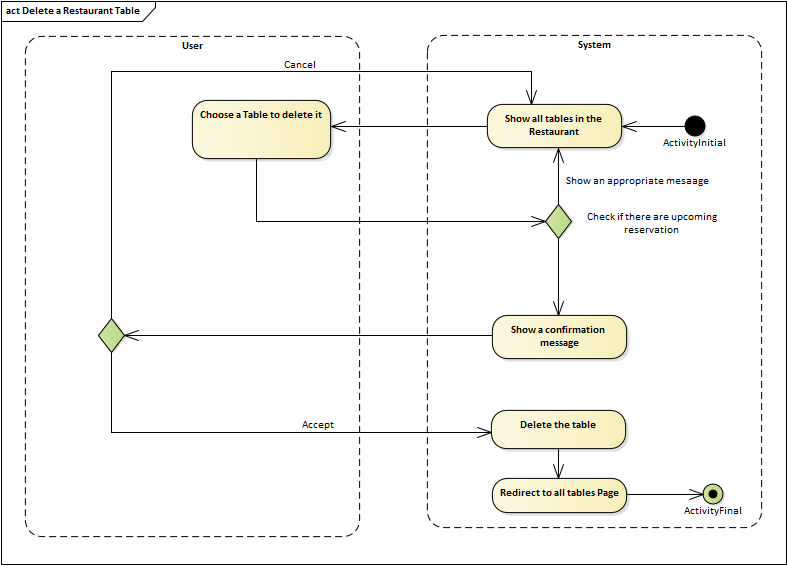 act Delete a Restaurant Table
User
System
Cancel
Choose a Table to delete it
Show all tables in the
Restaurant
ActivityInitial
Show an appropriate mesaage
Check if there are upcoming
reservation
Show a confirmation
message
Accept
Delete the table
Redirect to all tables Page
ActivityFinal